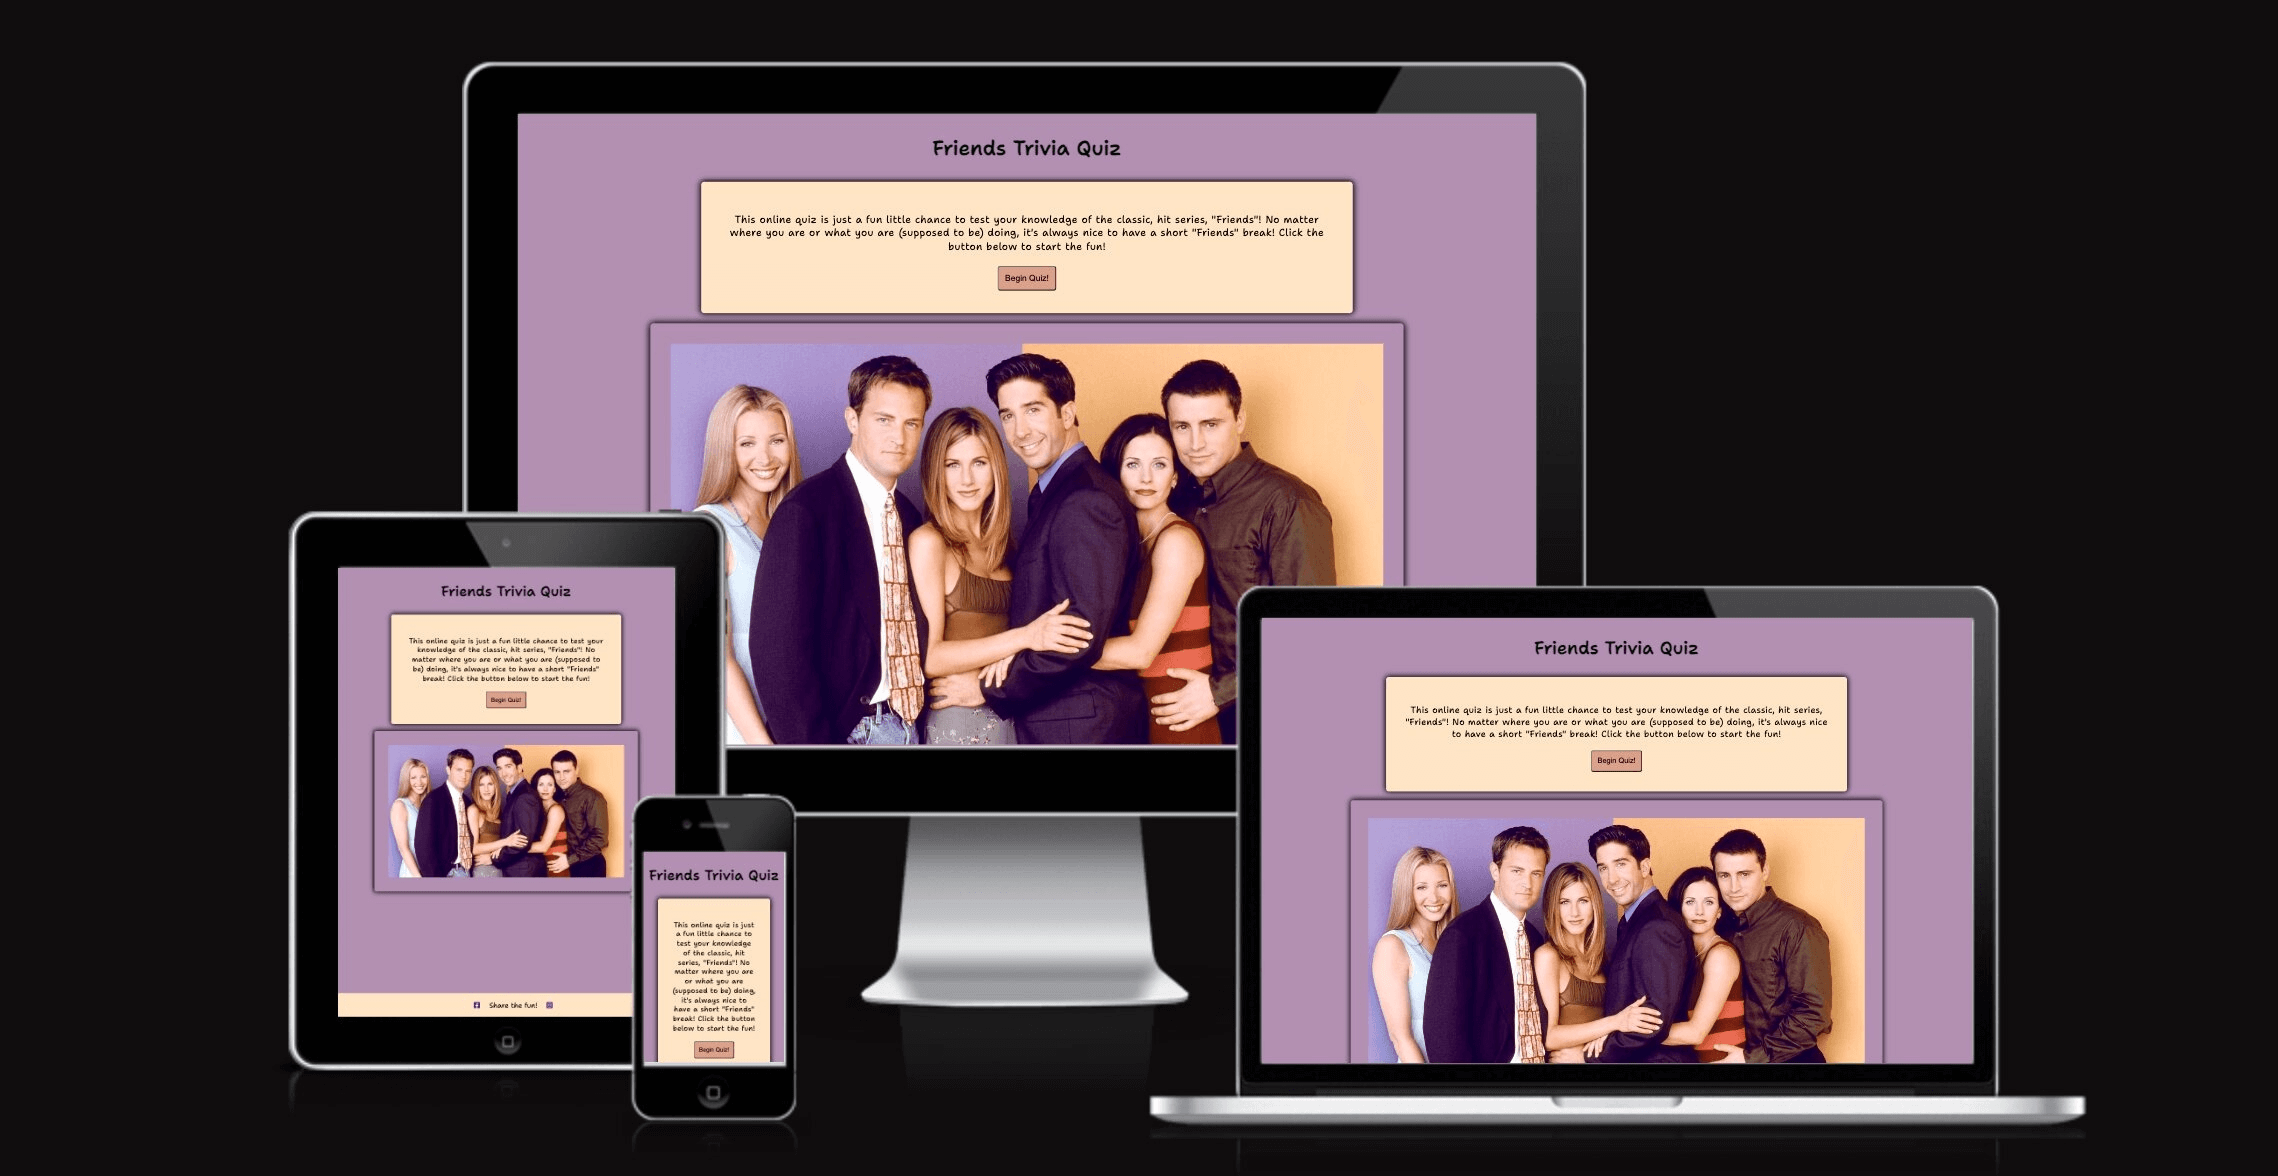 Friends Trivia Quiz
This online quiz is just a fun little chance to test your knowledge of the classic, hit series, "Friends"! No matter
where you are or what you are (supposed to be) doing, it's always nice to have a short "Friends" break! Click the
button below to start the fun!
Begin Quiz!
Friends Trivia Quiz
This online quiz is just a fun little chance to test your
knowledge of the classic, hit series, "Friends"! No
matter where you are or what you are (supposed to
be) doing, it's always nice to have a short "Friends"
break! Click the button below to start the fun!
Begin Quiz!
Share the fun!
Friends Trivia Quiz
This online quiz is just
a fun little chance to
test your knowledge
of the classic, hit
series, "Friends"! No
matter where you are
or what you are
(supposed to be) doing,
it's always nice to
have a short "Friends"
break! Click the button
below to start the fun!
Begin Quiz!
Friends Trivia Quiz
This online quiz is just a fun little chance to test your knowledge of the classic, hit series,
"Friends"! No matter where you are or what you are (supposed to be) doing, it's always nice
to have a short "Friends" break! Click the button below to start the fun!
Begin Quiz!